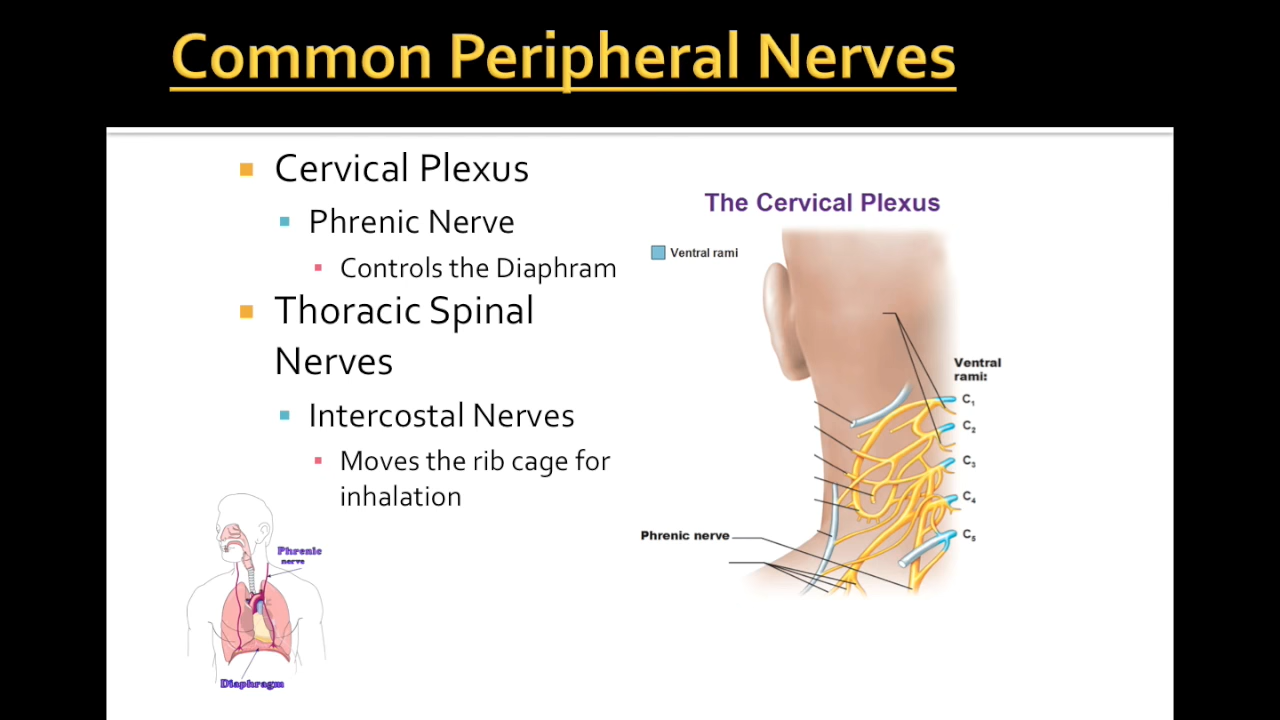 Common Peripheral Nerves
Cervical Plexus
Phrenic Nerve
Controls the Diaphram
Thoracic Spinal
Nerves
Intercostal Nerves
Moves the rib cage for
inhalation
The Cervical Plexus
Ventral rami
Ventral
rami:
C1
C2
C3
C4
C5
Phrenic nerve
Phrenic
nerve
Diaphragm